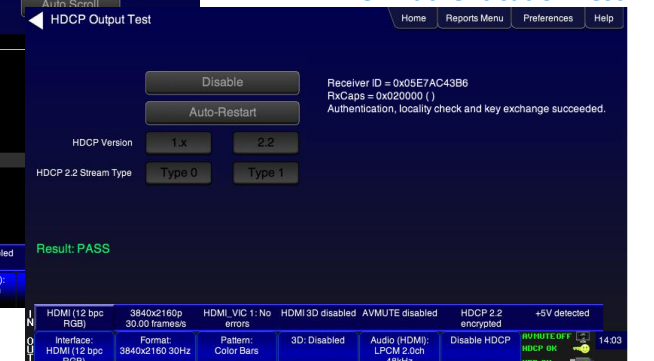 Auto Scroll
HDCP Output Test
Home
Reports Menu
Preferences
Help
Disable
Auto-Restart
Receiver ID = 0x05E7AC43B6
RxCaps = 0x020000 ( )
Authentication, locality check and key exchange succeeded.
HDCP Version
1.x
2.2
HDCP 2.2 Stream Type
Type 0
Type 1
Result: PASS
IN
HDMI (12 bpc
RGB)
3840x2160p
30.00 frames/s
HDMI_VIC 1: No
errors
HDMI 3D disabled
AVMUTE disabled
HDCP 2.2
encrypted
+5V detected
OUT
Interface:
HDMI (12 bpc
RGB)
Format:
3840x2160 30Hz
Pattern:
Color Bars
3D: Disabled
Audio (HDMI):
LPCM 2.0ch
48kHz
Disable HDCP
AVMUTEOFF
HDCP OK
14:03